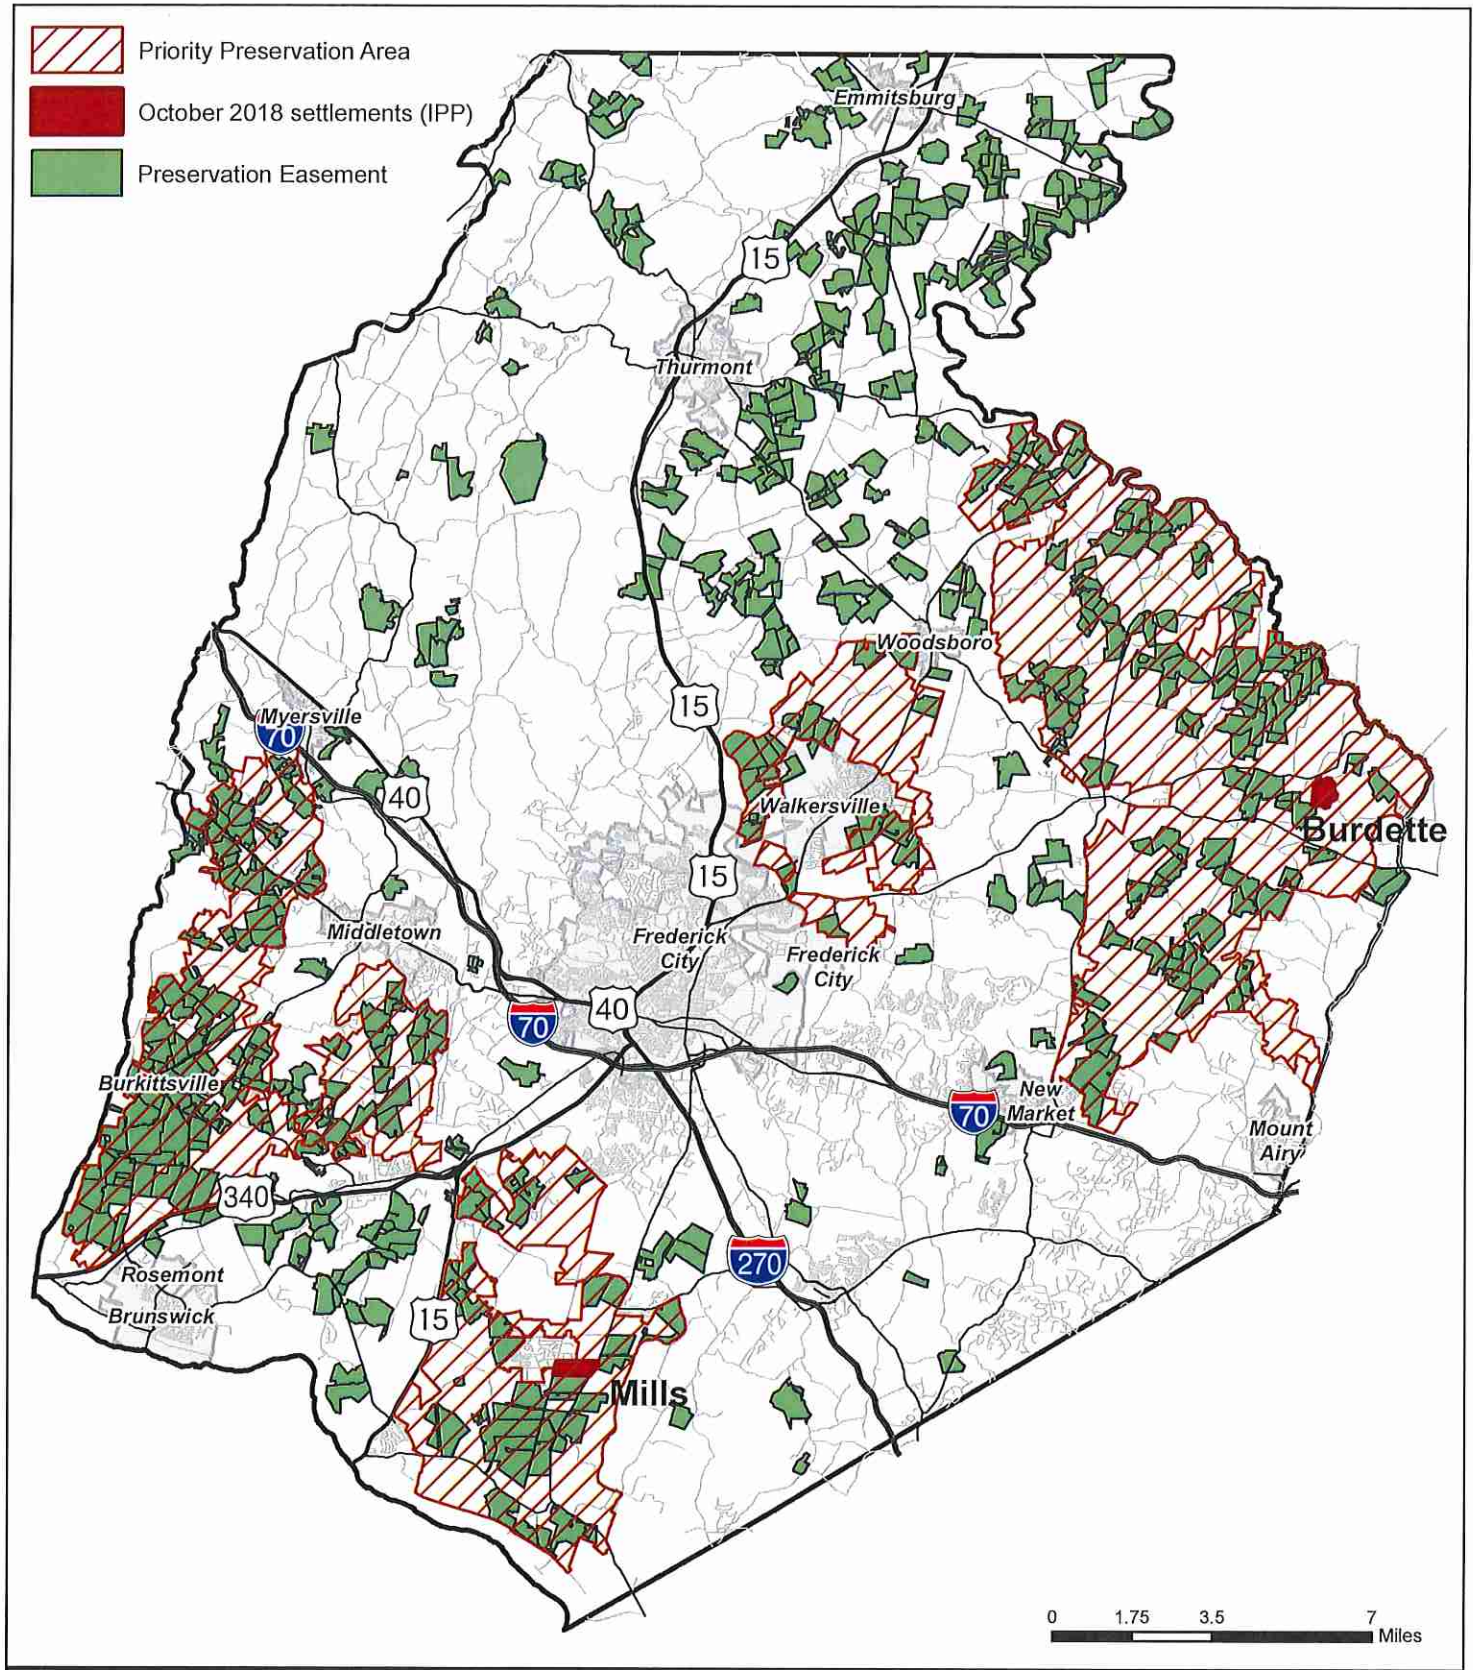 Priority Preservation Area
October 2018 settlements (IPP)
Preservation Easement
Emmitsburg
15
Thurmont
Woodsboro
15
Myersville
70
40
Walkersville
Burdette
15
Middletown
Frederick
City
Frederick
City
40
70
Burkittsville
New
Market
70
Mount
Airy
340
270
Rosemont
Brunswick
15
Mills
0 1.75 3.5 7
Miles